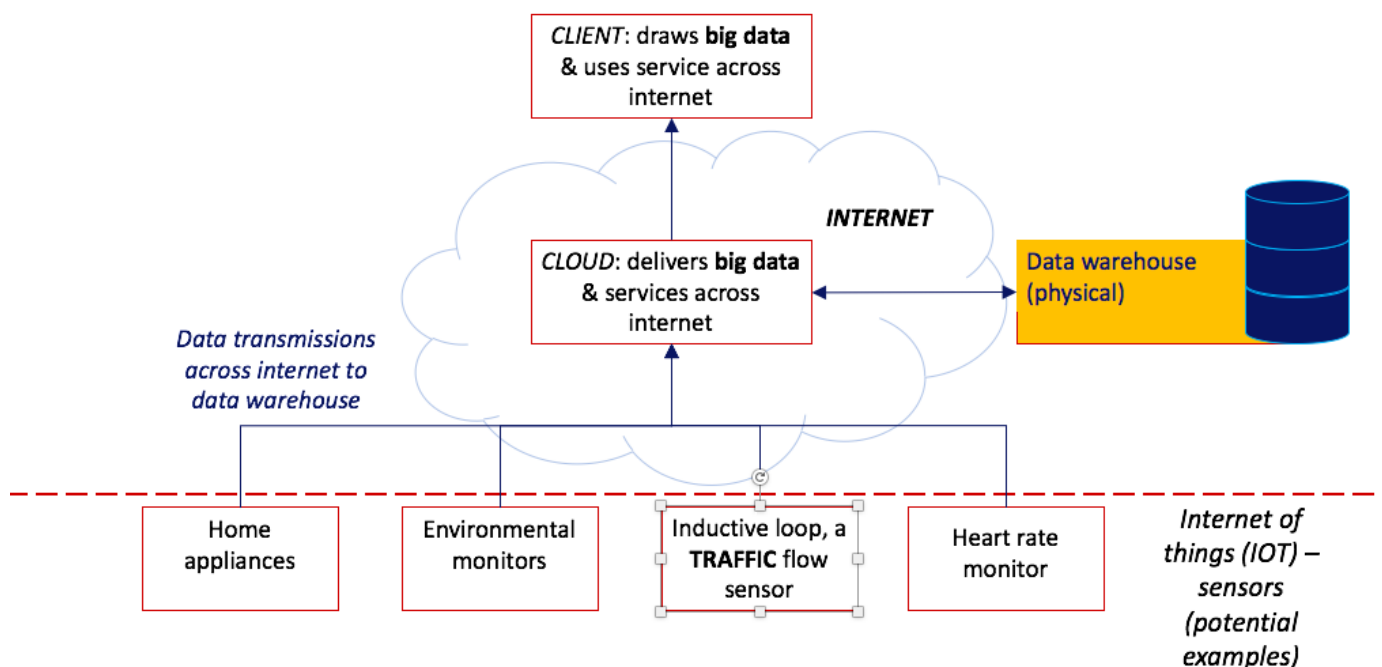 CLIENT: draws big data
& uses service across
internet
INTERNET
CLOUD: delivers big data
& services across
internet
Data warehouse
(physical)
Data transmissions
across internet to
data warehouse
Home
appliances
Environmental
monitors
Inductive loop, a
TRAFFIC flow
sensor
Heart rate
monitor
Internet of
things (IOT) –
sensors
(potential
examples)